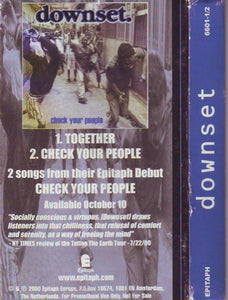 downset.
check your people
1. TOGETHER
2. CHECK YOUR PEOPLE
2 songs from their Epitaph Debut
CHECK YOUR PEOPLE
Available October 10
"Socially conscious & virtuous, (Downset) draws
listeners into that chilliness, that refusal of comfort
and serenity, as a way of freeing the mind"
- NY TIMES review of the Tattoo The Earth Tour - 7/22/00
Epitaph
www.epitaph.com
© & ℗ 2000 Epitaph Europe, P.O.Box 10574, 1001 EN Amsterdam,
The Netherlands. For Promotional Use Only. Not For Sale
6601-1/2
downset
EPITAPH